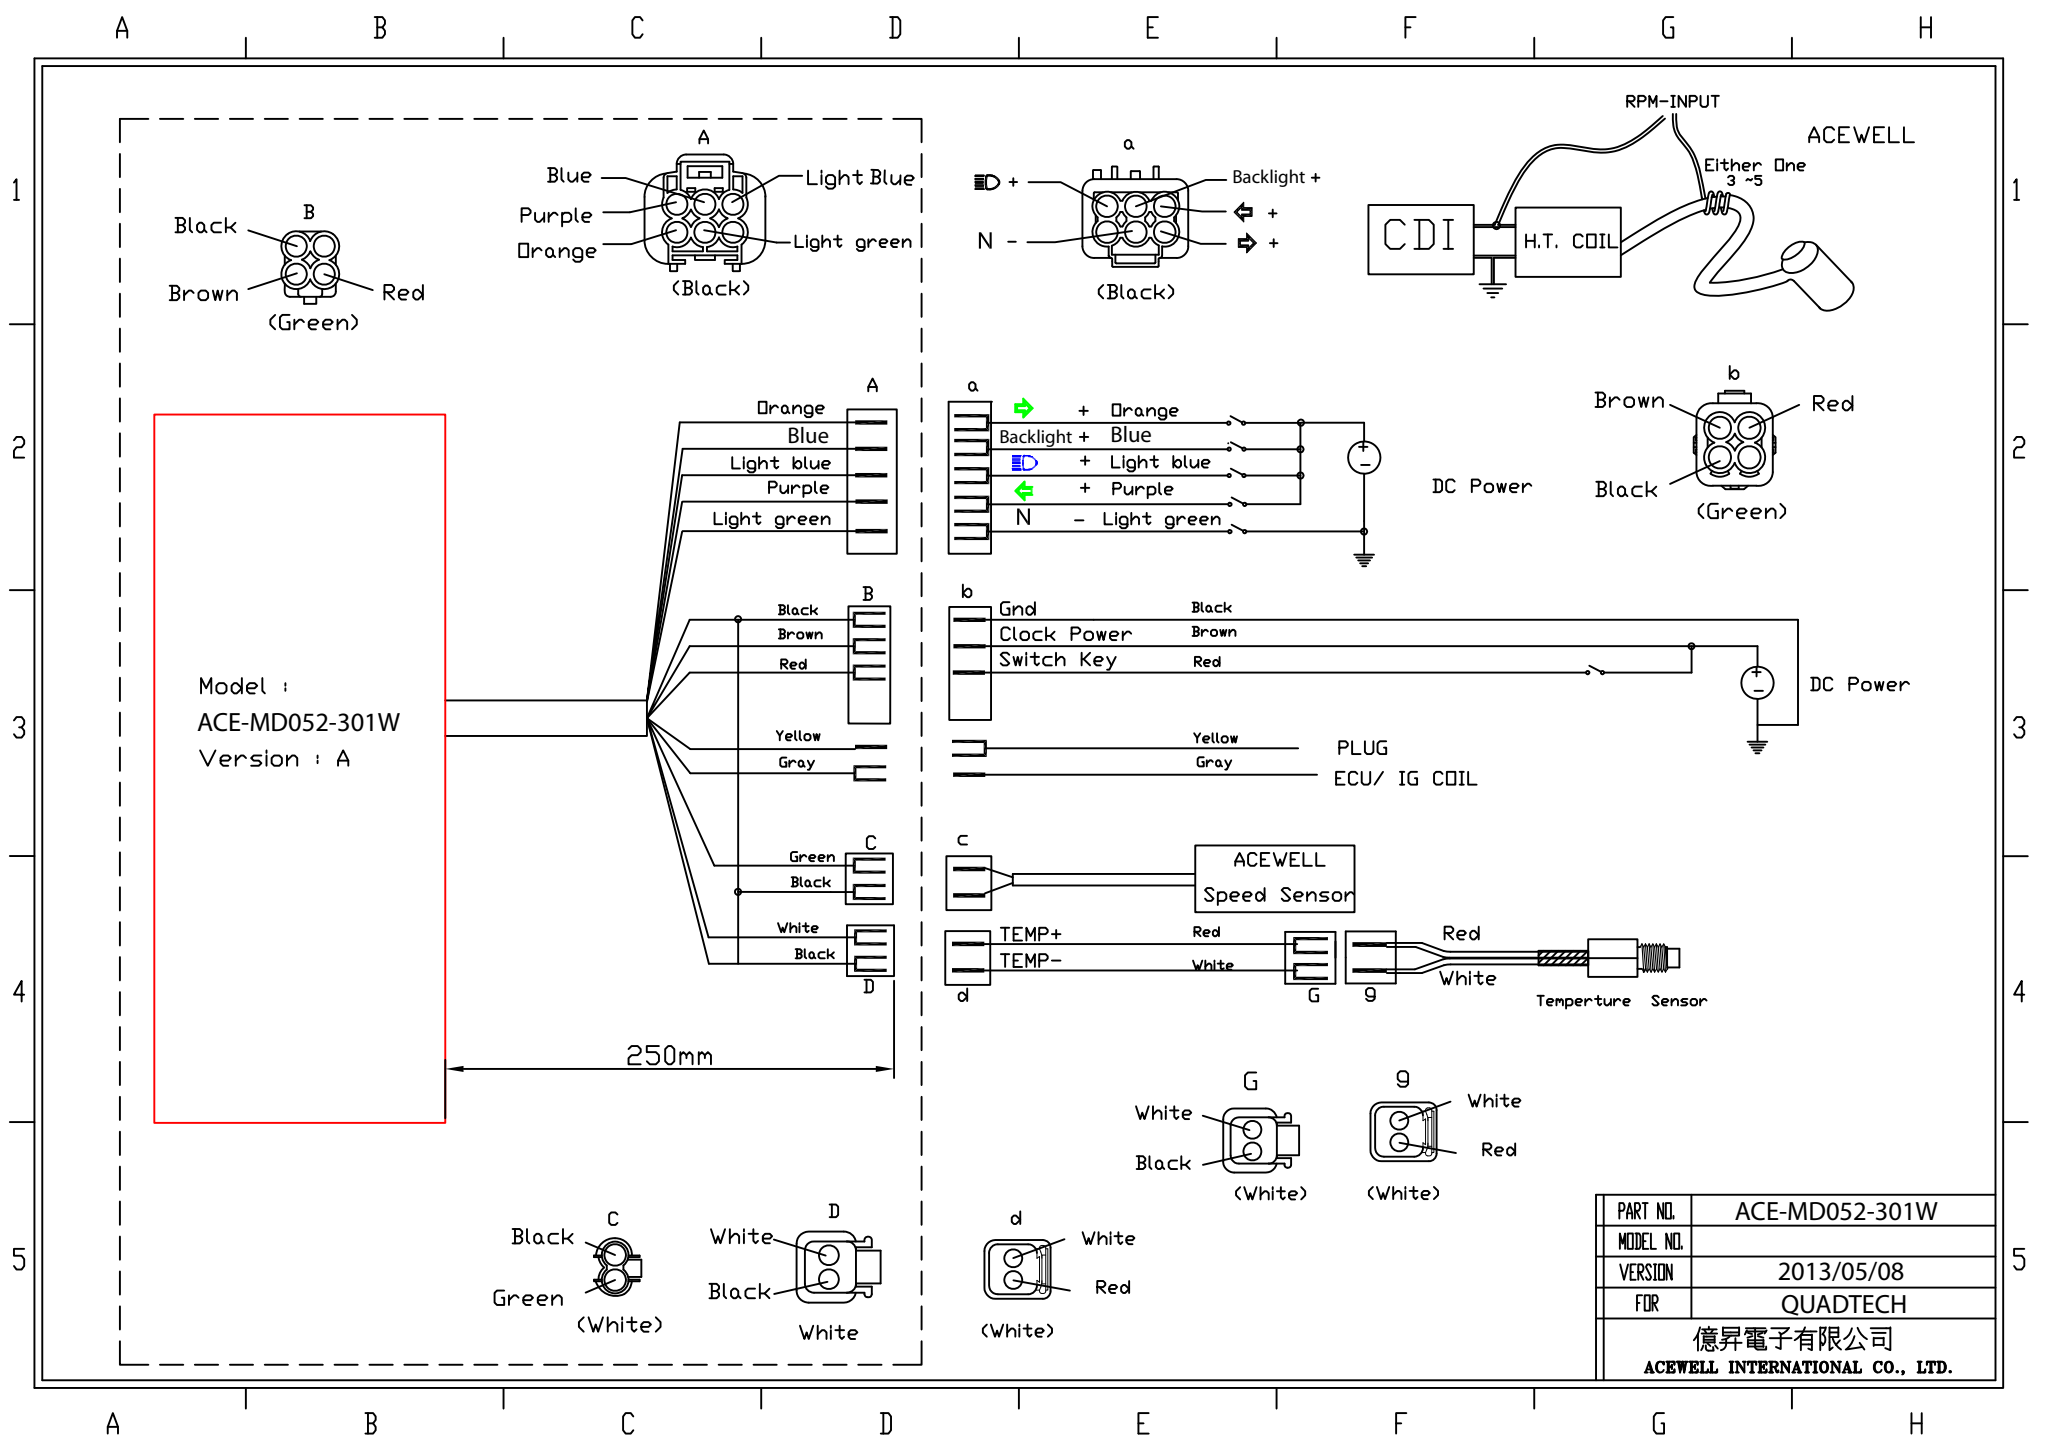 A B C D E F G H
1
2
3
4
5
1
2
3
4
5
B
Black
Brown
Red
(Green)
A
Blue
Purple
Orange
Light Blue
Light green
(Black)
a
+
N -
Backlight +
+
+
(Black)
RPM-INPUT
ACEWELL
Either One
3 ~5
CDI
H.T. COIL
b
Brown
Red
Black
(Green)
Model :
ACE-MD052-301W
Version : A
A
Orange
Blue
Light blue
Purple
Light green
a
+ Orange
Backlight + Blue
+ Light blue
+ Purple
N - Light green
+
-
DC Power
B
Black
Brown
Red
b
Gnd Black
Clock Power Brown
Switch Key Red
+
-
DC Power
Yellow
Gray
Yellow PLUG
Gray ECU/ IG COIL
C
Green
Black
c
ACEWELL
Speed Sensor
White
Black
D
TEMP+ Red
TEMP- White
d
G
g
Red
White
Temperture Sensor
250mm
G
White
Black
(White)
g
White
Red
(White)
C
Black
Green
(White)
D
White
Black
White
d
White
Red
(White)
PART NO. ACE-MD052-301W
MODEL NO.
VERSION 2013/05/08
FOR QUADTECH
億昇電子有限公司
ACEWELL INTERNATIONAL CO., LTD.
A B C D E F G H